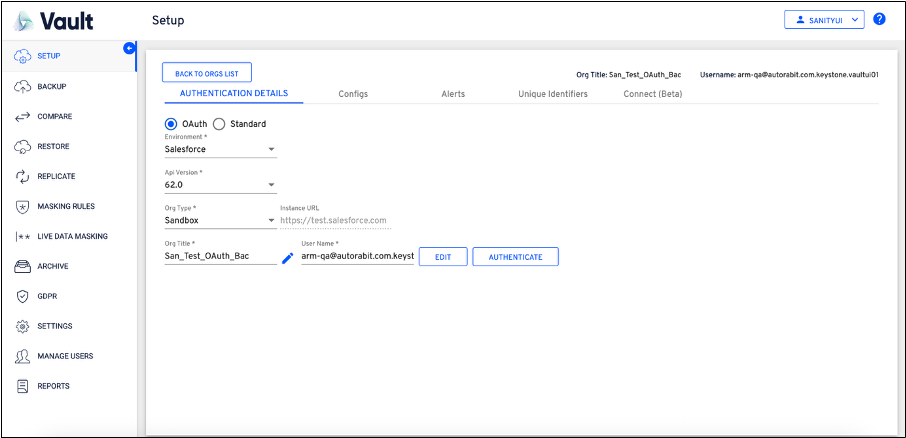 Vault
Setup
SANITYUI
?
SETUP
BACKUP
COMPARE
RESTORE
REPLICATE
MASKING RULES
LIVE DATA MASKING
ARCHIVE
GDPR
SETTINGS
MANAGE USERS
REPORTS
BACK TO ORGS LIST
Org Title: San_Test_OAuth_Bac
Username: arm-qa@autorabit.com.keystone.vaultui01
AUTHENTICATION DETAILS
Configs
Alerts
Unique Identifiers
Connect (Beta)
OAuth
Standard
Environment *
Salesforce
Api Version *
62.0
Org Type *
Instance URL
Sandbox
https://test.salesforce.com
Org Title *
User Name *
San_Test_OAuth_Bac
arm-qa@autorabit.com.keyst
EDIT
AUTHENTICATE